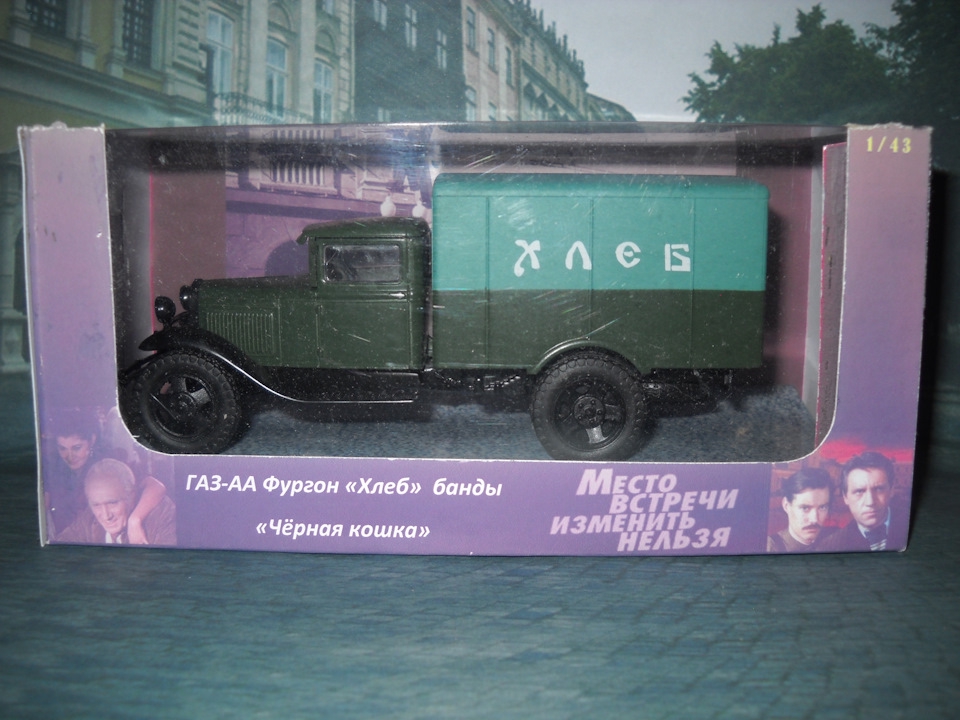 1/43
ХЛЕБ
ГАЗ-АА Фургон «Хлеб» банды
«Чёрная кошка»
Место
встречи
изменить
нельзя